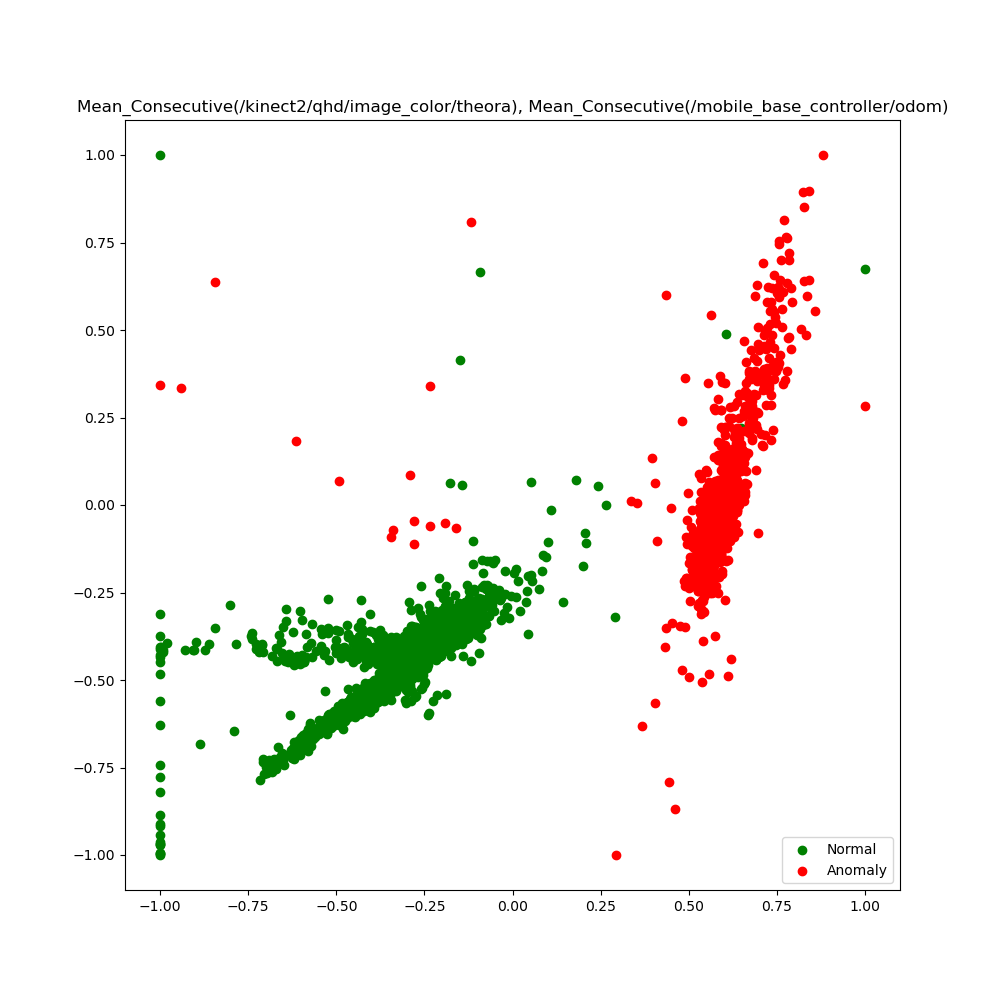 Mean_Consecutive(/kinect2/qhd/image_color/theora), Mean_Consecutive(/mobile_base_controller/odom)
1.00
0.75
0.50
0.25
0.00
−0.25
−0.50
−0.75
−1.00
Normal
Anomaly
−1.00 −0.75 −0.50 −0.25 0.00 0.25 0.50 0.75 1.00